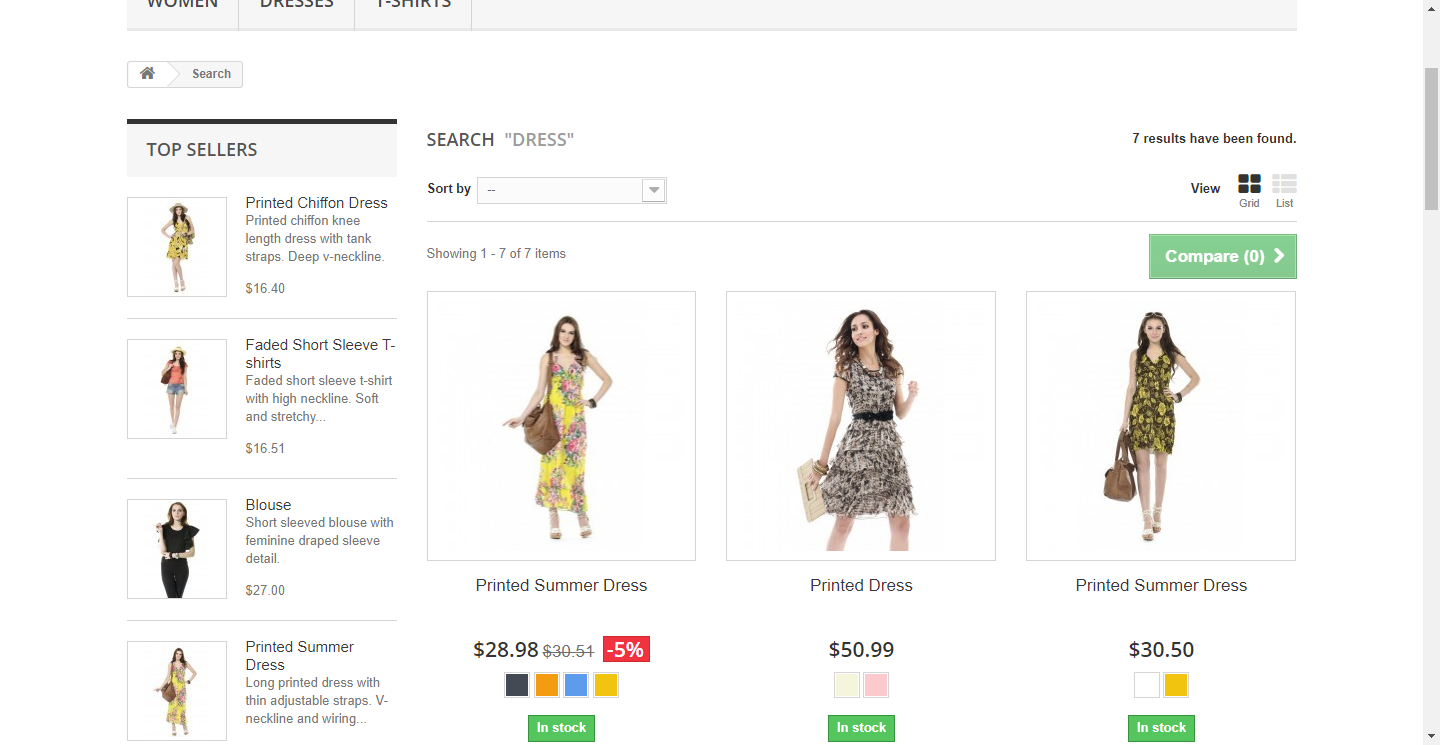 WOMEN
DRESSES
T-SHIRTS
Search
TOP SELLERS
Printed Chiffon Dress
Printed chiffon knee
length dress with tank
straps. Deep v-neckline.
$16.40
Faded Short Sleeve T-
shirts
Faded short sleeve t-shirt
with high neckline. Soft
and stretchy...
$16.51
Blouse
Short sleeved blouse with
feminine draped sleeve
detail.
$27.00
Printed Summer
Dress
Long printed dress with
thin adjustable straps. V-
neckline and wiring...
SEARCH "DRESS"
7 results have been found.
Sort by --
View
Grid
List
Showing 1 - 7 of 7 items
Compare (0)
Printed Summer Dress
$28.98 $30.51 -5%
In stock
Printed Dress
$50.99
In stock
Printed Summer Dress
$30.50
In stock